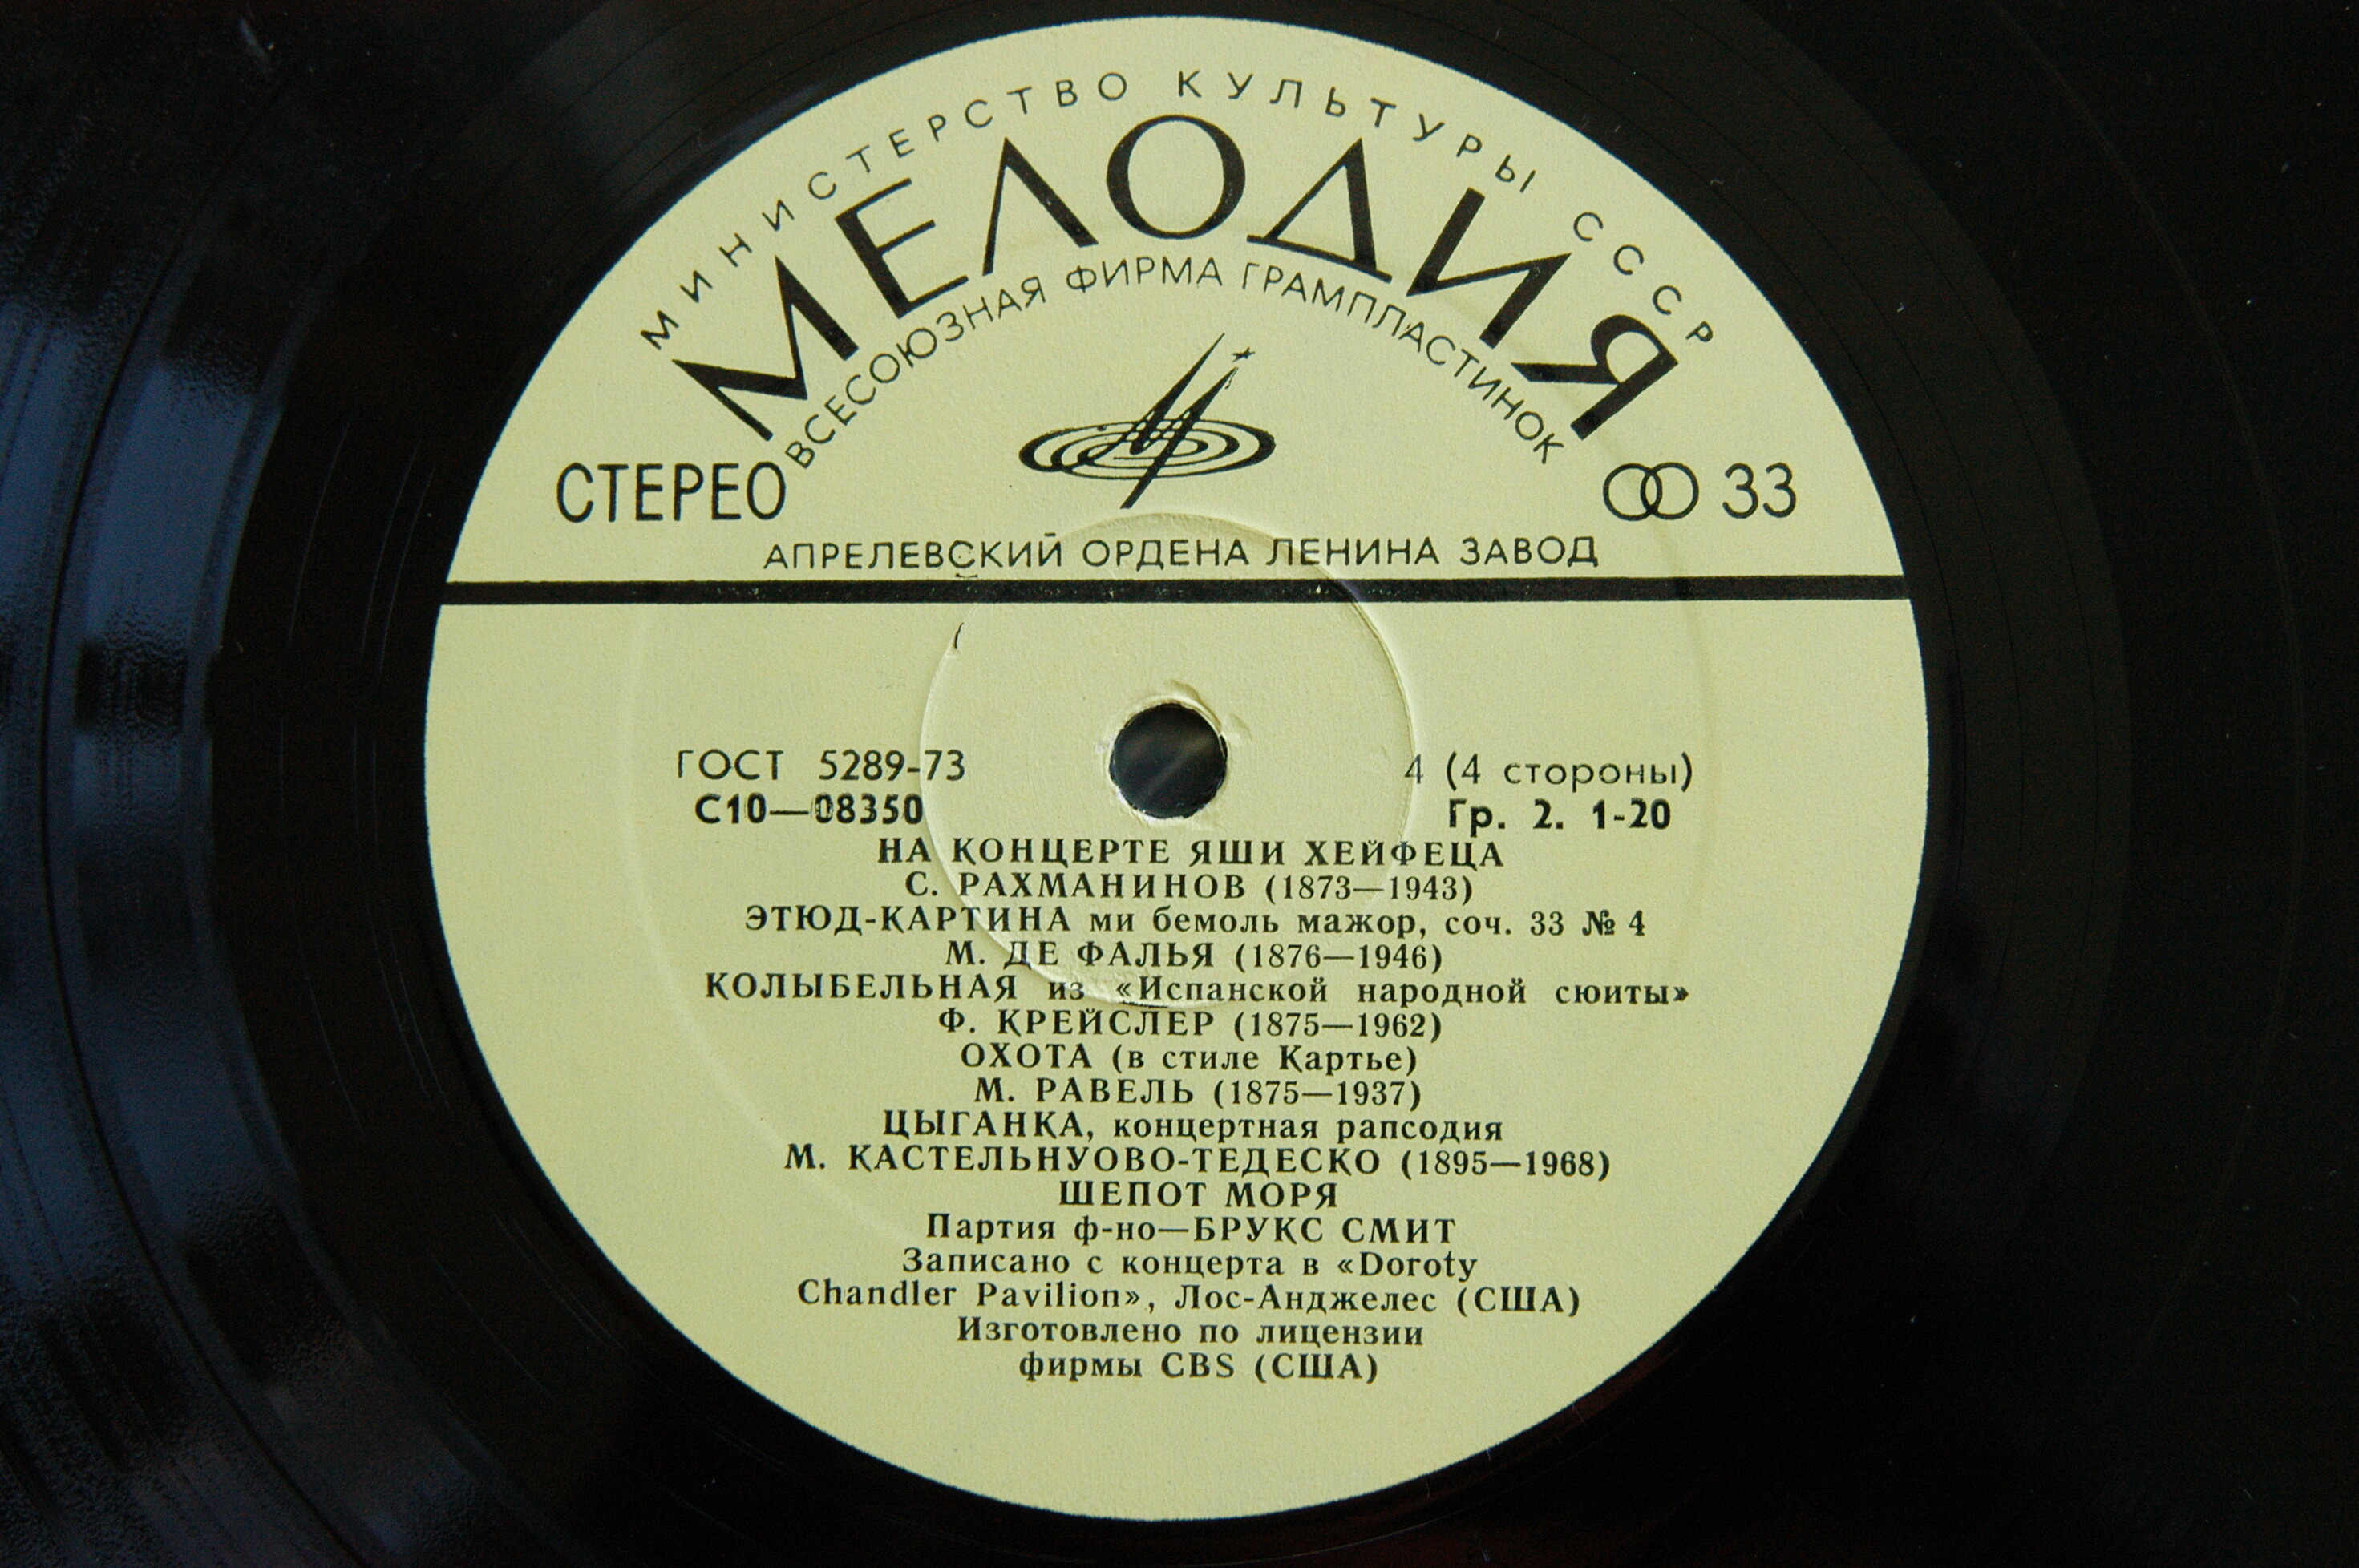 МИНИСТЕРСТВО КУЛЬТУРЫ СССР
МЕЛОДИЯ
ВСЕСОЮЗНАЯ ФИРМА ГРАМПЛАСТИНОК
СТЕРЕО 33
АПРЕЛЕВСКИЙ ОРДЕНА ЛЕНИНА ЗАВОД
ГОСТ 5289-73 4 (4 стороны)
С10—08350 Гр. 2. 1-20
НА КОНЦЕРТЕ ЯШИ ХЕЙФЕЦА
С. РАХМАНИНОВ (1873—1943)
ЭТЮД-КАРТИНА ми бемоль мажор, соч. 33 № 4
М. ДЕ ФАЛЬЯ (1876—1946)
КОЛЫБЕЛЬНАЯ из «Испанской народной сюиты»
Ф. КРЕЙСЛЕР (1875—1962)
ОХОТА (в стиле Картье)
М. РАВЕЛЬ (1875—1937)
ЦЫГАНКА, концертная рапсодия
М. КАСТЕЛЬНУОВО-ТЕДЕСКО (1895—1968)
ШЕПОТ МОРЯ
Партия ф-но—БРУКС СМИТ
Записано с концерта в «Doroty
Chandler Pavilion», Лос-Анджелес (США)
Изготовлено по лицензии
фирмы CBS (США)